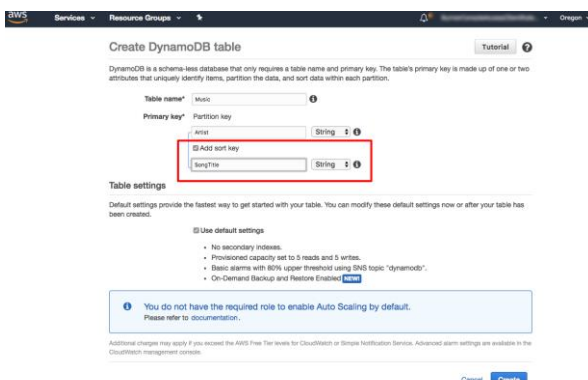 aws
Services
Resource Groups
Oregon
Create DynamoDB table
Tutorial
DynamoDB is a schema-less database that only requires a table name and primary key. The table's primary key is made up of one or two
attributes that uniquely identify items, partition the data, and sort data within each partition.
Table name* Music
Primary key* Partition key
Artist String
Add sort key
SongTitle String
Table settings
Default settings provide the fastest way to get started with your table. You can modify these default settings now or after your table has
been created.
Use default settings
• No secondary indexes.
• Provisioned capacity set to 5 reads and 5 writes.
• Basic alarms with 80% upper threshold using SNS topic "dynamodb".
• On-Demand Backup and Restore Enabled NEW!
You do not have the required role to enable Auto Scaling by default.
Please refer to documentation.
Additional charges may apply if you exceed the AWS Free Tier levels for CloudWatch or Simple Notification Service. Advanced alarm settings are available in the
CloudWatch management console.
Cancel Create